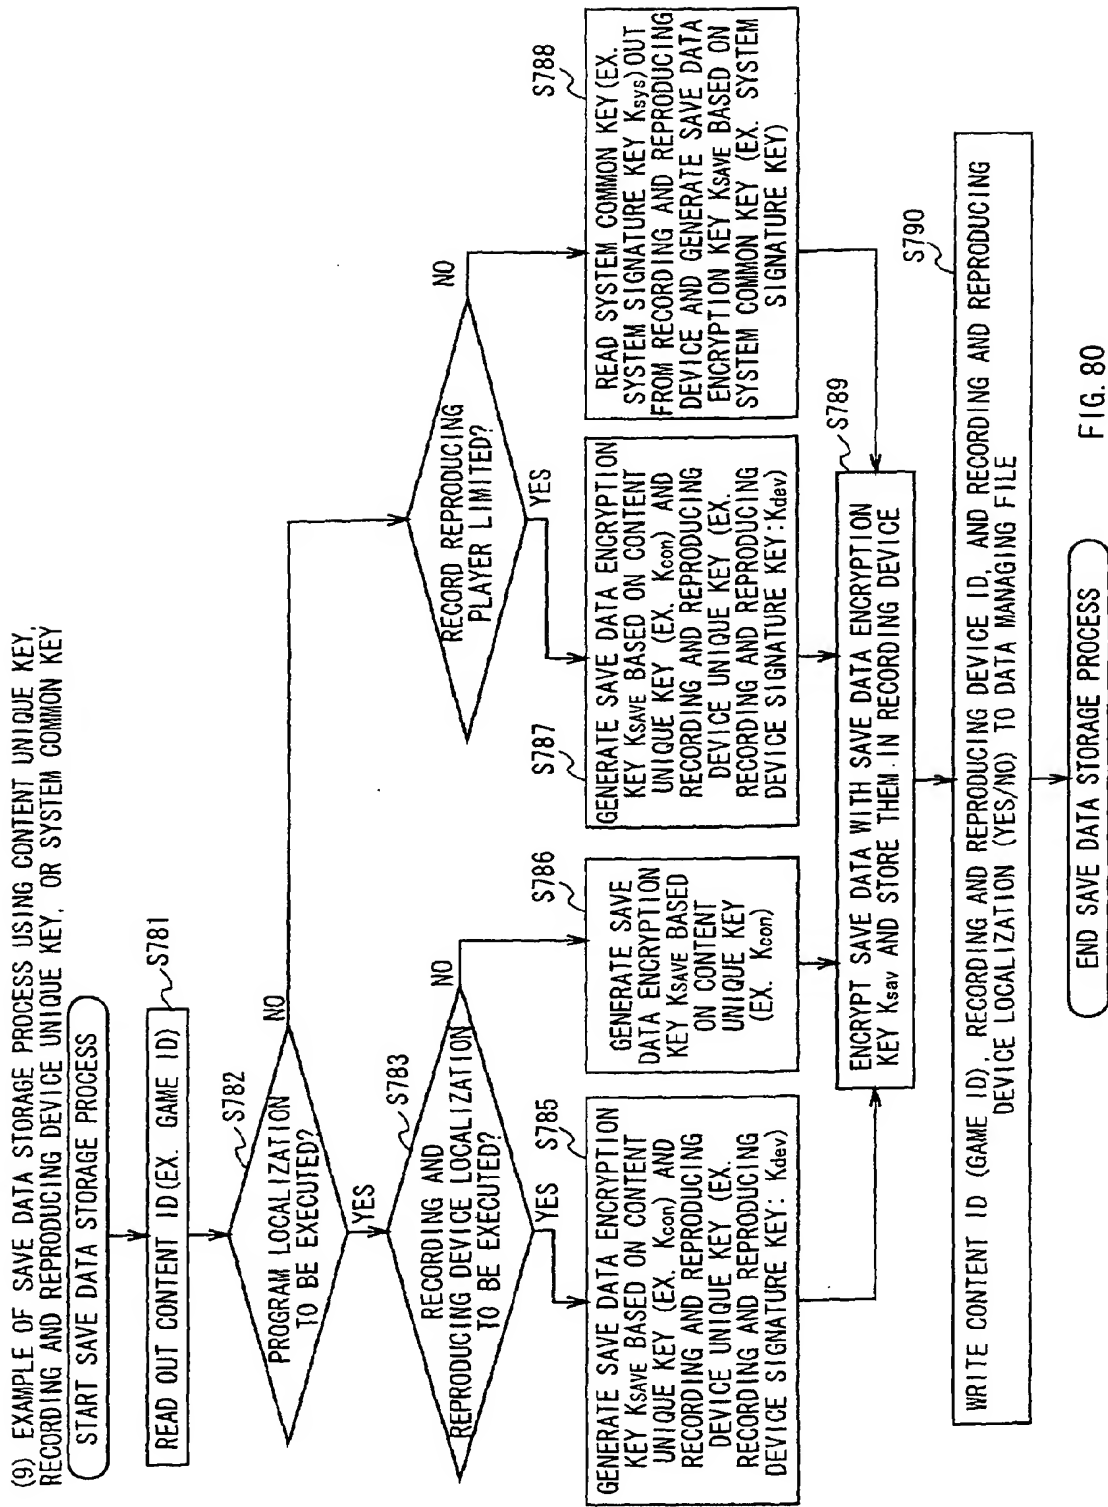 (9) EXAMPLE OF SAVE DATA STORAGE PROCESS USING CONTENT UNIQUE KEY,
RECORDING AND REPRODUCING DEVICE UNIQUE KEY, OR SYSTEM COMMON KEY
START SAVE DATA STORAGE PROCESS
S781
READ OUT CONTENT ID(EX. GAME ID)
S782
PROGRAM LOCALIZATION
TO BE EXECUTED?
NO
YES
S783
RECORDING AND
REPRODUCING DEVICE LOCALIZATION
TO BE EXECUTED?
NO
YES
RECORD REPRODUCING
PLAYER LIMITED?
NO
YES
S785
GENERATE SAVE DATA ENCRYPTION
KEY KSAVE BASED ON CONTENT
UNIQUE KEY (EX. Kcon) AND
RECORDING AND REPRODUCING
DEVICE UNIQUE KEY (EX.
RECORDING AND REPRODUCING
DEVICE SIGNATURE KEY: Kdev)
S786
GENERATE SAVE
DATA ENCRYPTION
KEY KSAVE BASED
ON CONTENT
UNIQUE KEY
(EX. Kcon)
S787
GENERATE SAVE DATA ENCRYPTION
KEY KSAVE BASED ON CONTENT
UNIQUE KEY (EX. Kcon) AND
RECORDING AND REPRODUCING
DEVICE UNIQUE KEY (EX.
RECORDING AND REPRODUCING
DEVICE SIGNATURE KEY:Kdev)
S788
READ SYSTEM COMMON KEY(EX.
SYSTEM SIGNATURE KEY Ksys)OUT
FROM RECORDING AND REPRODUCING
DEVICE AND GENERATE SAVE DATA
ENCRYPTION KEY KSAVE BASED ON
SYSTEM COMMON KEY (EX. SYSTEM
SIGNATURE KEY)
S789
ENCRYPT SAVE DATA WITH SAVE DATA ENCRYPTION
KEY Ksav AND STORE THEM IN RECORDING DEVICE
S790
WRITE CONTENT ID (GAME ID), RECORDING AND REPRODUCING DEVICE ID, AND RECORDING AND REPRODUCING
DEVICE LOCALIZATION (YES/NO) TO DATA MANAGING FILE
END SAVE DATA STORAGE PROCESS
FIG. 80